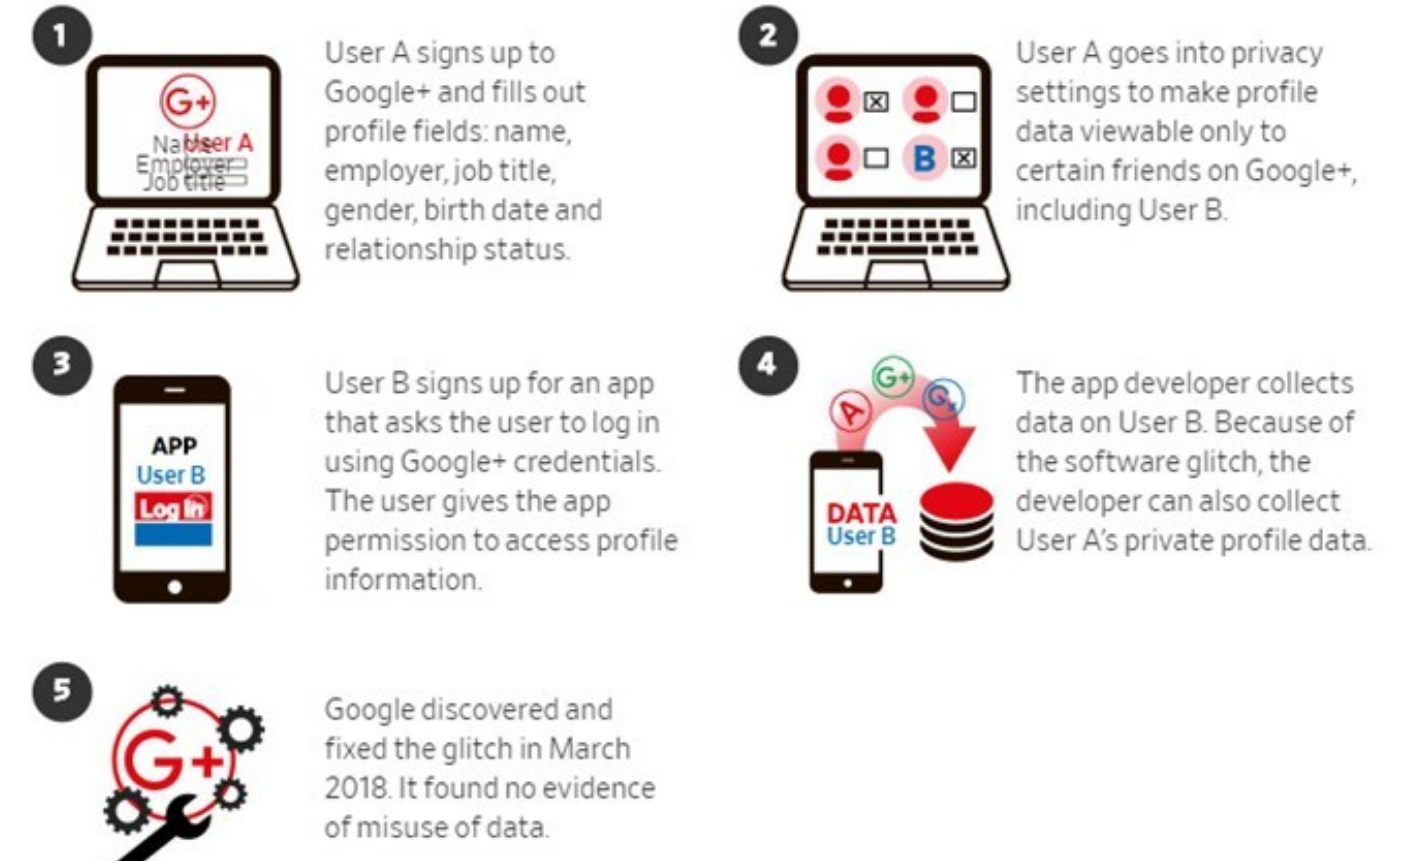 1
G+
Name User A
Employer
Job title
User A signs up to
Google+ and fills out
profile fields: name,
employer, job title,
gender, birth date and
relationship status.
2
B
User A goes into privacy
settings to make profile
data viewable only to
certain friends on Google+,
including User B.
3
APP
User B
Log in
User B signs up for an app
that asks the user to log in
using Google+ credentials.
The user gives the app
permission to access profile
information.
4
A
G+
DATA
User B
The app developer collects
data on User B. Because of
the software glitch, the
developer can also collect
User A's private profile data.
5
G+
Google discovered and
fixed the glitch in March
2018. It found no evidence
of misuse of data.